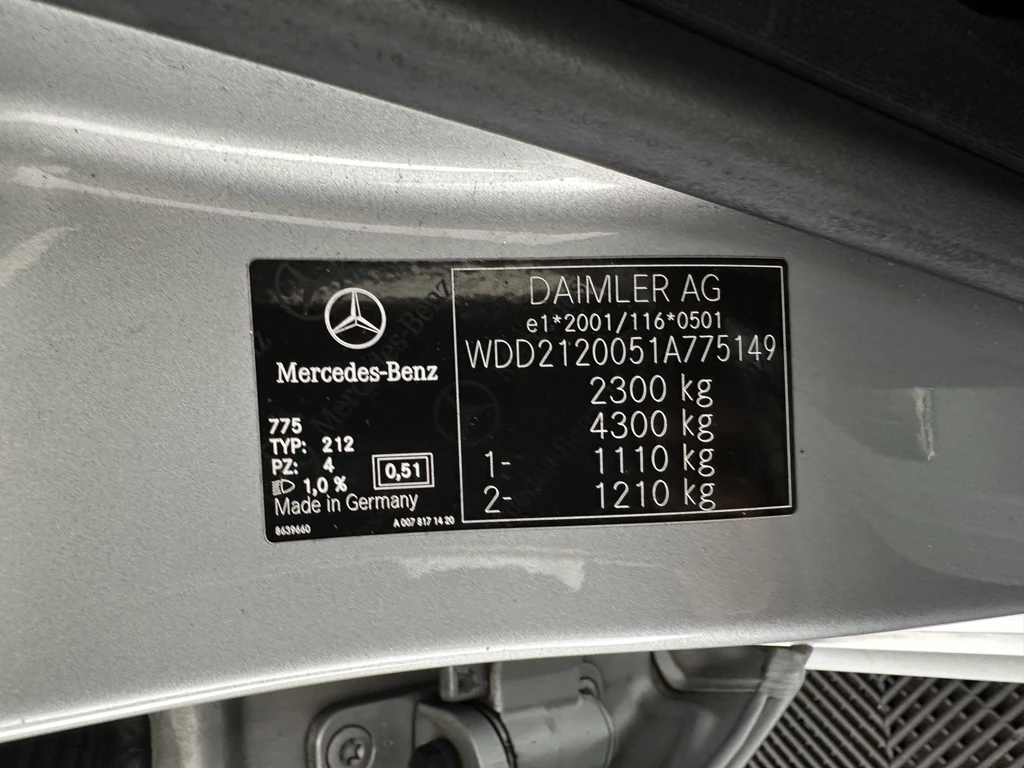 Mercedes-Benz
775
TYP: 212
PZ: 4
1,0 %
0,51
Made in Germany
8639660
A 007 817 14 20
DAIMLER AG
e1*2001/116*0501
WDD2120051A775149
2300 kg
4300 kg
1- 1110 kg
2- 1210 kg